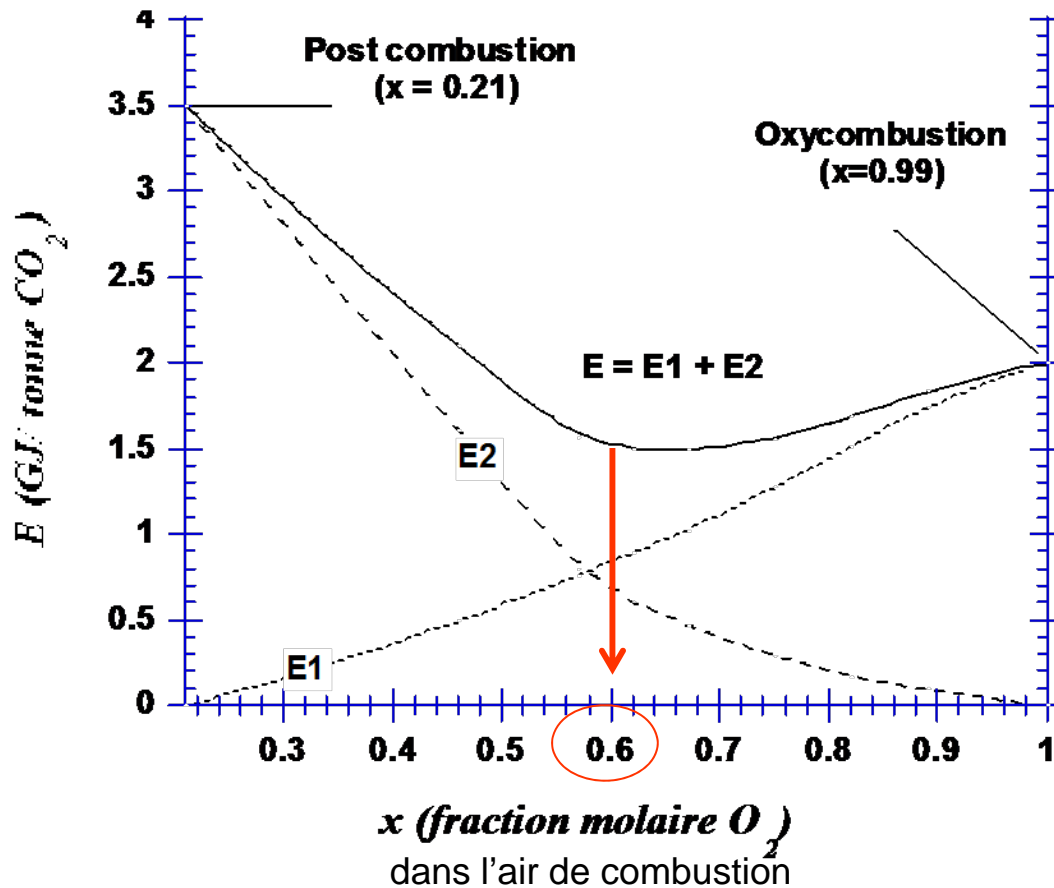 4
Post combustion
(x = 0.21)
3.5
Oxycombustion
(x=0.99)
3
2.5
2
E = E1 + E2
1.5
E2
1
0.5
E1
0
E (GJ/ tonne CO2)
0.3 0.4 0.5 0.6 0.7 0.8 0.9 1
x (fraction molaire O2)
dans l’air de combustion